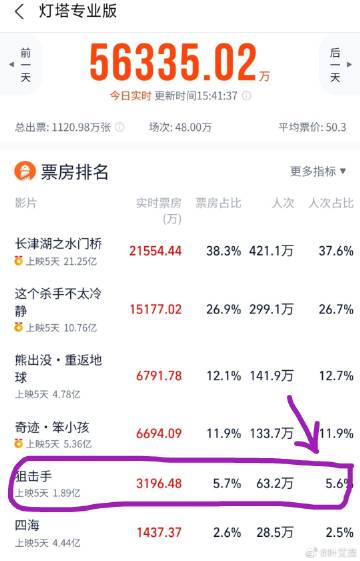 灯塔专业版
前一天
56335.02万
后一天
今日实时 更新时间15:41:37
总出票: 1120.98万张 场次: 48.00万 平均票价: 50.3
票房排名 更多指标
影片 实时票房(万) 票房占比 人次 人次占比
长津湖之水门桥 21554.44 38.3% 421.1万 37.6%
上映5天 21.25亿
这个杀手不太冷静 15177.02 26.9% 299.1万 26.7%
上映5天 10.76亿
熊出没·重返地球 6791.78 12.1% 141.9万 12.7%
上映5天 4.78亿
奇迹·笨小孩 6694.09 11.9% 133.7万 11.9%
上映5天 5.36亿
狙击手 3196.48 5.7% 63.2万 5.6%
上映5天 1.89亿
四海 1437.37 2.6% 28.5万 2.5%
上映5天 4.44亿